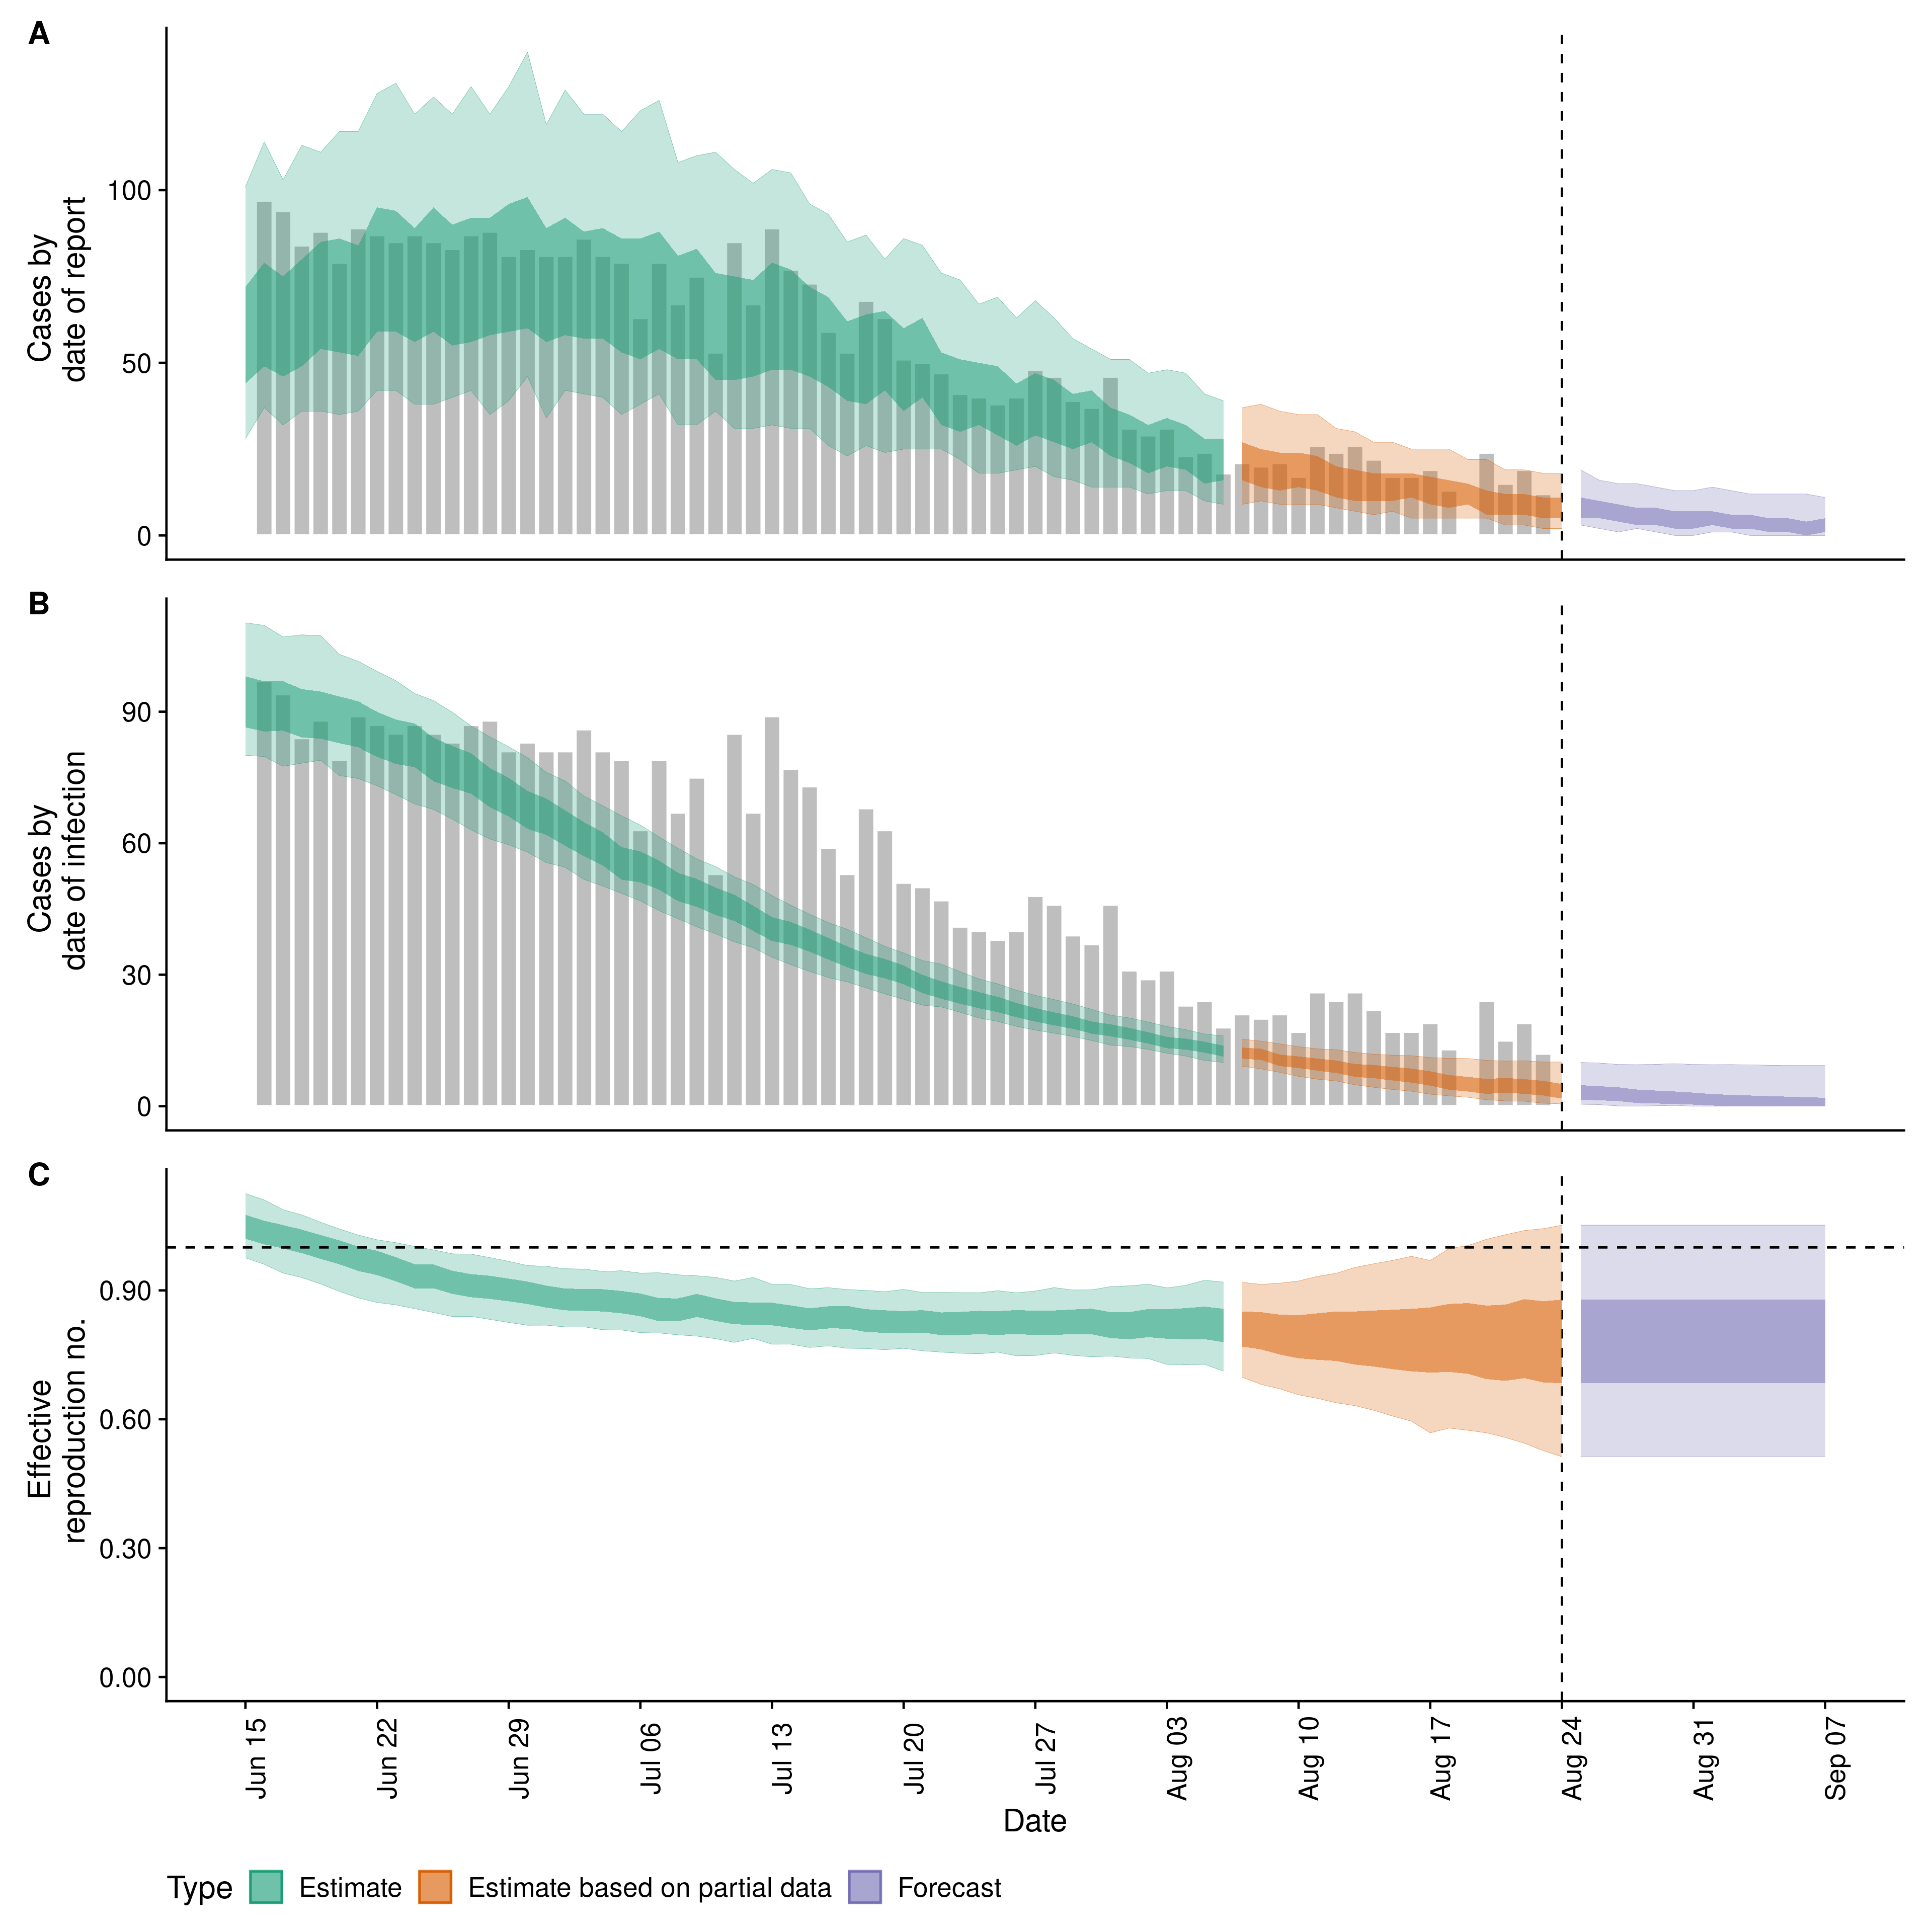 A
Cases by
date of report
100
50
0
B
Cases by
date of infection
90
60
30
0
C
Effective
reproduction no.
0.90
0.60
0.30
0.00
Jun 15
Jun 22
Jun 29
Jul 06
Jul 13
Jul 20
Jul 27
Aug 03
Aug 10
Aug 17
Aug 24
Aug 31
Sep 07
Date
Type Estimate Estimate based on partial data Forecast